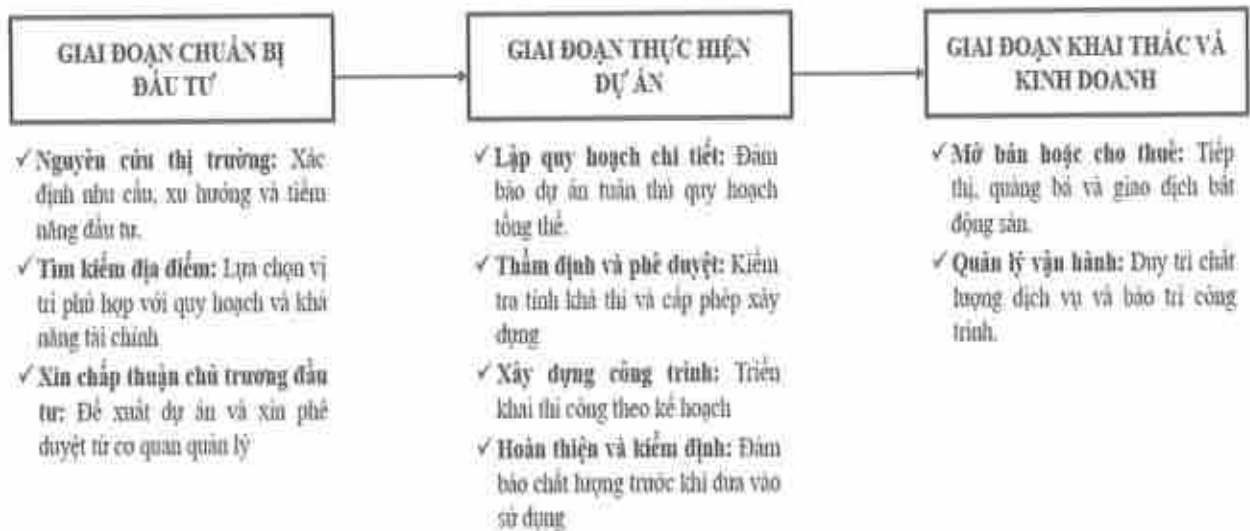 GIAI ĐOẠN CHUẨN BỊ
ĐẦU TƯ
✓ Nguyên cứu thị trường: Xác
định nhu cầu, xu hướng và tiềm
năng đầu tư.
✓ Tìm kiếm địa điểm: Lựa chọn vị
trí phù hợp với quy hoạch và khả
năng tài chính
✓ Xin chấp thuận chủ trương đầu
tư: Đề xuất dự án và xin phê
duyệt từ cơ quan quản lý
GIAI ĐOẠN THỰC HIỆN
DỰ ÁN
✓ Lập quy hoạch chi tiết: Đảm
bảo dự án tuân thủ quy hoạch
tổng thể.
✓ Thẩm định và phê duyệt: Kiểm
tra tính khả thi và cấp phép xây
dựng
✓ Xây dựng công trình: Triển
khai thi công theo kế hoạch
✓ Hoàn thiện và kiểm định: Đảm
bảo chất lượng trước khi đưa vào
sử dụng
GIAI ĐOẠN KHAI THÁC VÀ
KINH DOANH
✓ Mở bán hoặc cho thuê: Tiếp
thị, quảng bá và giao dịch bất
động sản.
✓ Quản lý vận hành: Duy trì chất
lượng dịch vụ và bảo trì công
trình.